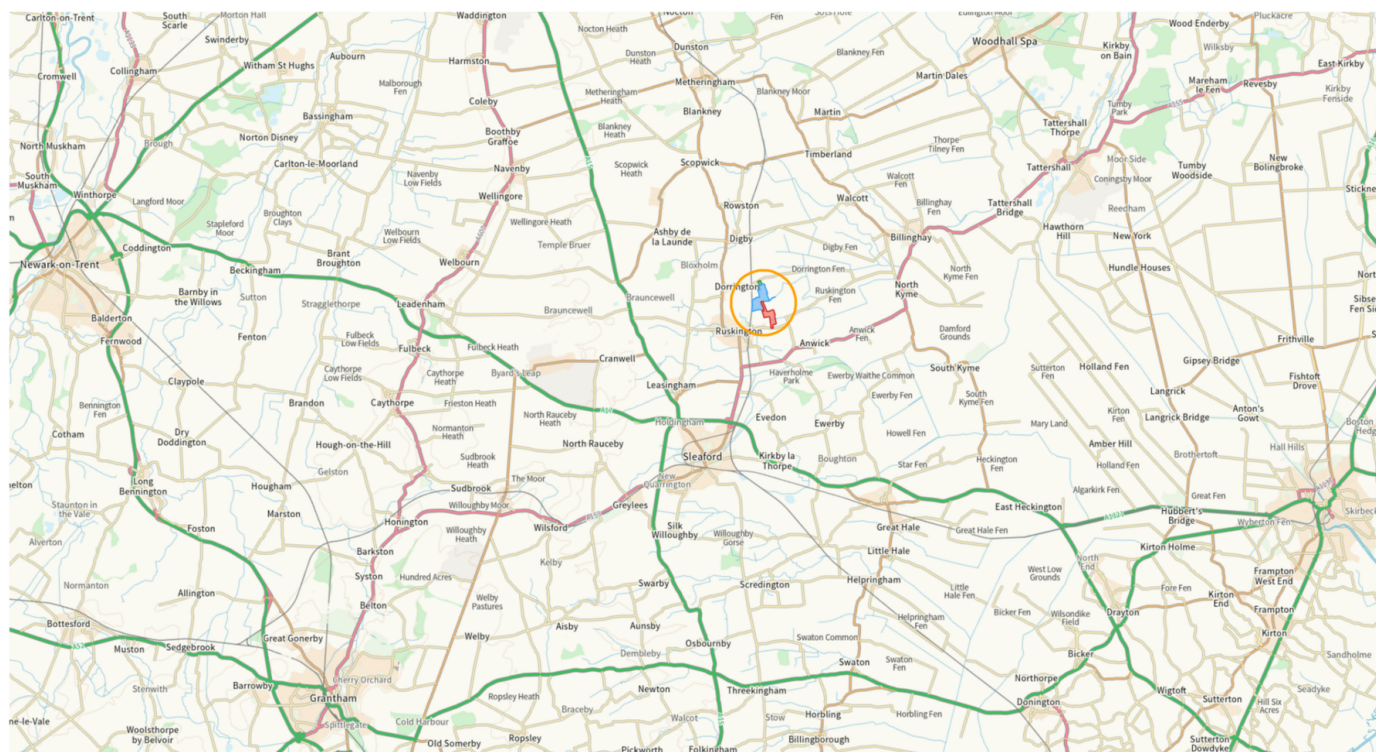 Carlton-on-Trent
South
Scarle
Morton Hall
Swinderby
Waddington
Nocton
Fen
Sots Hole
Edlington Moor
Wood Enderby
Pluckacre
Cromwell
Collingham
Witham St Hughs
Aubourn
Harmston
Nocton Heath
Dunston
Heath
Dunston
Blankney Fen
Woodhall Spa
Kirkby
on Bain
Wilksby
East Kirkby
Malborough
Fen
Metheringham
Martin Dales
Mareham
le Fen
Revesby
Kirkby
Fenside
Bassingham
Coleby
Metheringham
Heath
Blankney Moor
Tumby
Park
A155
Blankney
Martin
North Muskham
Brough
Norton Disney
Boothby
Graffoe
Blankney
Heath
Tattershall
Thorpe
Thorpe
Tilney Fen
Timberland
Carlton-le-Moorland
Navenby
Scopwick
Scopwick
Heath
Tattershall
Moor Side
Coningsby Moor
Tumby
Woodside
New
Bolingbroke
South
Muskham
Winthorpe
Langford Moor
Navenby
Low Fields
Walcott
Fen
Stickney
Wellingore
Walcott
Billinghay
Fen
Tattershall
Bridge
Reedham
Stapleford
Moor
Broughton
Clays
Rowston
Wellingore Heath
Hawthorn
Hill
New York
Coddington
Welbourn
Low Fields
A607
Temple Bruer
Ashby de
la Launde
Digby
Digby Fen
Billinghay
Newark-on-Trent
Beckingham
Brant
Broughton
Welbourn
Bloxholm
Dorrington Fen
North
Kyme Fen
Hundle Houses
Barnby in
the Willows
Sutton
Stragglethorpe
Leadenham
Brauncewell
Brauncewell
Dorrington
Ruskington
Fen
North
Kyme
Balderton
Fernwood
Fenton
Fulbeck
Low Fields
Fulbeck
Fulbeck Heath
Ruskington
Anwick
Anwick
Fen
Damford
Grounds
Frithville
Gipsey Bridge
Claypole
Caythorpe
Low Fields
Caythorpe
Heath
Byard's Leap
Cranwell
Haverholme
Park
Ewerby Waithe Common
South Kyme
Sutterton
Fen
Holland Fen
Fishtoft
Drove
Bennington
Fen
Brandon
Caythorpe
Frieston Heath
Leasingham
Ewerby Fen
South
Kyme Fen
Langrick
Cotham
Dry
Doddington
Hough-on-the-Hill
Normanton
Heath
North Rauceby
Heath
Holdingham
Evedon
Ewerby
Mary Land
Kirton
Fen
Langrick Bridge
Anton's
Gowt
North Rauceby
Howell Fen
Amber Hill
Hall Hills
Gelston
Sudbrook
Heath
Sleaford
Kirkby la
Thorpe
Boughton
Star Fen
Heckington
Fen
Holland Fen
Brothertoft
Long
Bennington
Hougham
Sudbrook
The Moor
New
Quarrington
Algarkirk Fen
Great Fen
Staunton in
the Vale
Marston
Willoughby Moor
Greylees
East Heckington
Hubbert's
Bridge
Wyberton Fen
Skirbeck
Foston
Honington
Willoughby
Heath
Wilsford
Silk
Willoughby
Willoughby
Gorse
Great Hale
Great Hale Fen
Alverton
Barkston
Kelby
Little Hale
North
End
Kirton Holme
Normanton
Syston
Hundred Acres
Swarby
Scredington
Helpringham
Little
Hale Fen
West Low
Grounds
Fore Fen
Frampton
West End
Allington
Belton
Welby
Pastures
Bicker Fen
Wilsondike
Field
Drayton
Kirton
End
Frampton
Bottesford
Great Gonerby
Welby
Aisby
Aunsby
Helpringham
Fen
Kirton
A52
Muston
Sedgebrook
Dembleby
Osbournby
Swaton Common
Bicker
Sandholme
Cherry Orchard
Swaton
Swaton
Fen
Stenwith
Barrowby
Grantham
Ropsley Heath
Newton
Threekingham
Northorpe
Wigtoft
Sutterton
Seadyke
Hill Six
Acres
Woolsthorpe
by Belvoir
Spittlegate
Cold Harbour
Braceby
Walcot
Stow
Horbling
Horbling Fen
Donington
Old Somerby
Ropsley
Pickworth
Folkingham
Billingborough
Sutterton
Dowdyke